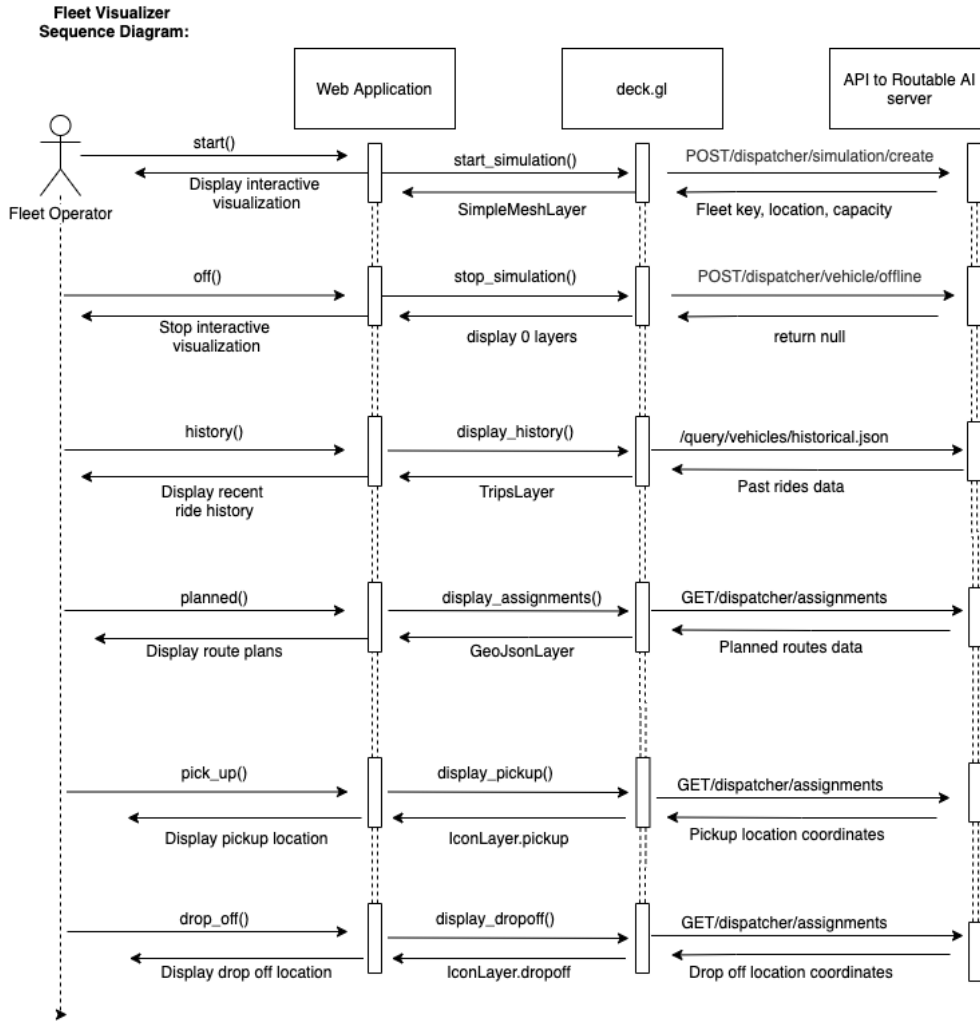 Fleet Visualizer
Sequence Diagram:
Web Application
deck.gl
API to Routable AI
server
Fleet Operator
start()
Display interactive
visualization
start_simulation()
SimpleMeshLayer
POST/dispatcher/simulation/create
Fleet key, location, capacity
off()
Stop interactive
visualization
stop_simulation()
display 0 layers
POST/dispatcher/vehicle/offline
return null
history()
Display recent
ride history
display_history()
TripsLayer
/query/vehicles/historical.json
Past rides data
planned()
Display route plans
display_assignments()
GeoJsonLayer
GET/dispatcher/assignments
Planned routes data
pick_up()
Display pickup location
display_pickup()
IconLayer.pickup
GET/dispatcher/assignments
Pickup location coordinates
drop_off()
Display drop off location
display_dropoff()
IconLayer.dropoff
GET/dispatcher/assignments
Drop off location coordinates